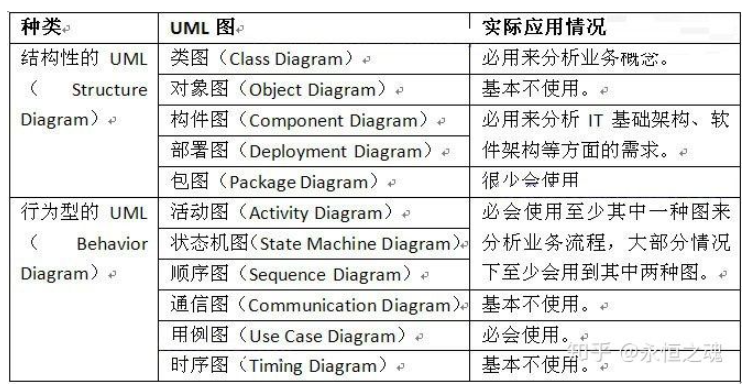 种类 UML 图 实际应用情况
结构性的 UML 类图（Class Diagram） 必用来分析业务概念。
（ Structure 对象图（Object Diagram） 基本不使用。
Diagram） 构件图（Component Diagram） 必用来分析 IT 基础架构、软
部署图（Deployment Diagram） 件架构等方面的需求。
包图（Package Diagram） 很少会使用
行为型的 UML 活动图（Activity Diagram） 必会使用至少其中一种图来
（ Behavior 状态机图（State Machine Diagram） 分析业务流程，大部分情况
Diagram） 顺序图（Sequence Diagram） 下至少会用到其中两种图。
通信图（Communication Diagram） 基本不使用。
用例图（Use Case Diagram） 必会使用。
时序图（Timing Diagram） 基本不使用。
知乎 @永恒之魂